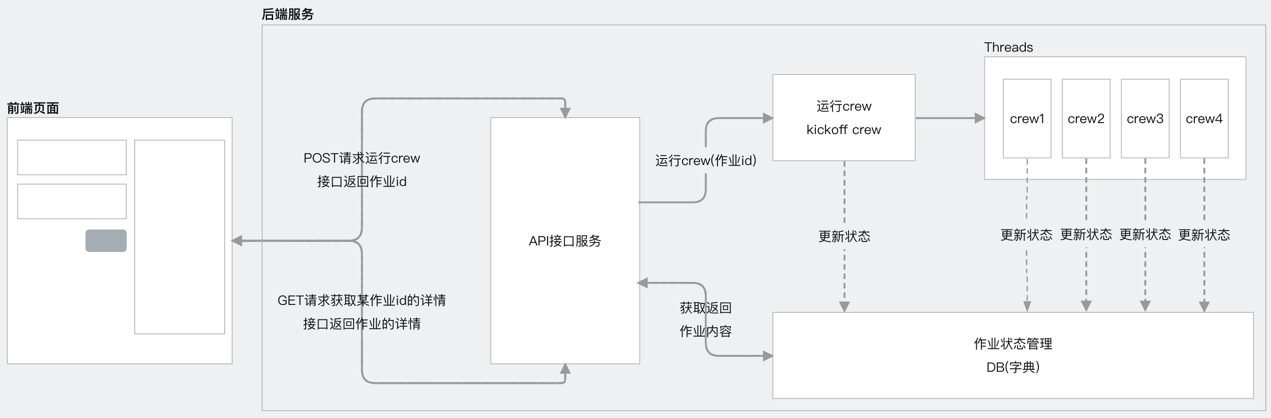 后端服务
前端页面
POST请求运行crew
接口返回作业id
GET请求获取某作业id的详情
接口返回作业的详情
API接口服务
运行crew(作业id)
获取返回
作业内容
运行crew
kickoff crew
更新状态
Threads
crew1
crew2
crew3
crew4
更新状态
更新状态
更新状态
更新状态
作业状态管理
DB(字典)